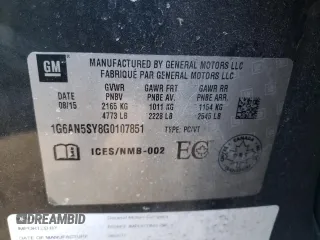 GM
MANUFACTURED BY GENERAL MOTORS LLC
FABRIQUÉ PAR GENERAL MOTORS LLC
GVWR GAWR FRT GAWR RR
DATE PNBV PNBE AV. PNBE ARR.
08/15 2165 KG 1011 KG 1154 KG
4773 LB 2228 LB 2545 LB
1G6AN5SY8G0107851 TYPE: PC/VT
ICES/NMB-002
DREAMBID